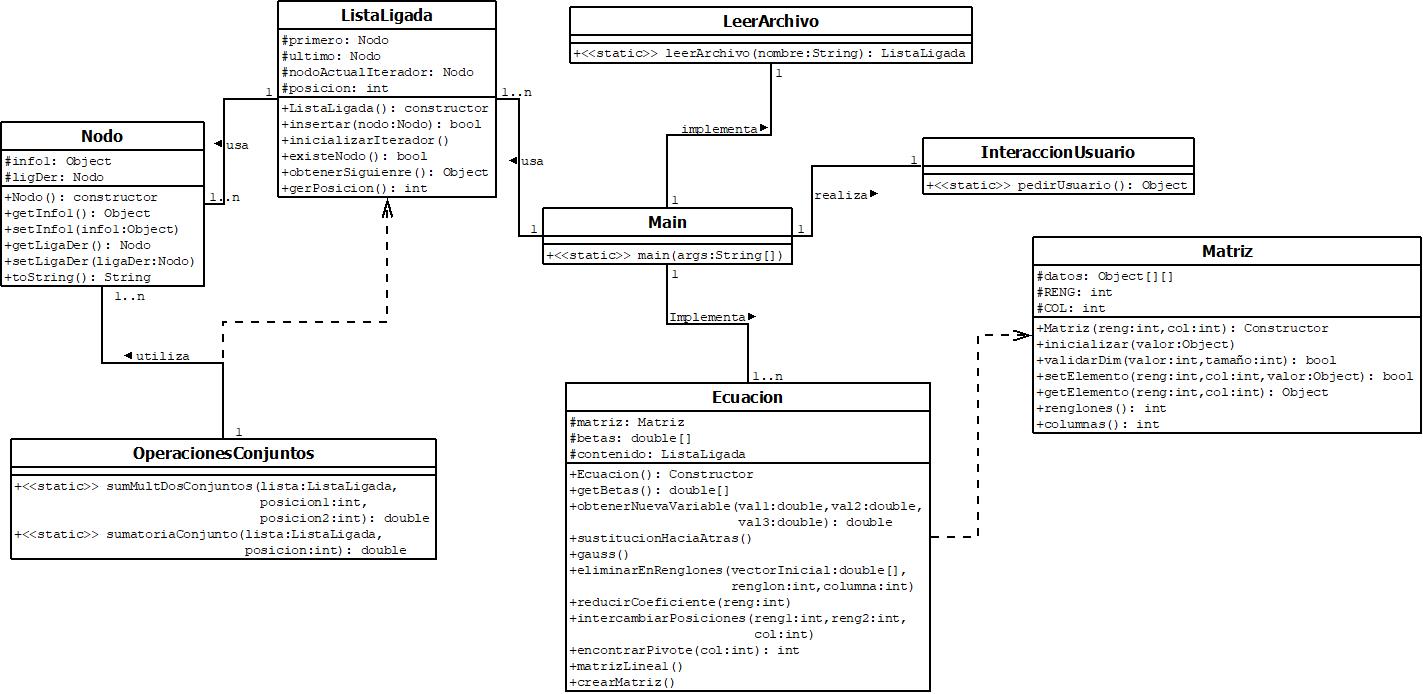 ListaLigada
#primero: Nodo
#ultimo: Nodo
#nodoActualIterador: Nodo
#posicion: int
+ListaLigada(): constructor
+insertar(nodo:Nodo): bool
+inicializarIterador()
+existeNodo(): bool
+obtenerSiguienre(): Object
+gerPosicion(): int
LeerArchivo
+<<static>> leerArchivo(nombre:String): ListaLigada
1
1
1..n
implementa
usa
usa
Nodo
#info1: Object
#ligDer: Nodo
+Nodo(): constructor
+getInfo1(): Object
+setInfo1(info1:Object)
+getLigaDer(): Nodo
+setLigaDer(ligaDer:Nodo)
+toString(): String
1..n
1..n
InteraccionUsuario
+<<static>> pedirUsuario(): Object
1
realiza
1
Main
+<<static>> main(args:String[])
1
1
1
Implementa
1..n
Matriz
#datos: Object[][]
#RENG: int
#COL: int
+Matriz(reng:int,col:int): Constructor
+inicializar(valor:Object)
+validarDim(valor:int,tamaño:int): bool
+setElemento(reng:int,col:int,valor:Object): bool
+getElemento(reng:int,col:int): Object
+renglones(): int
+columnas(): int
utiliza
1
OperacionesConjuntos
+<<static>> sumMultDosConjuntos(lista:ListaLigada,
posicion1:int,
posicion2:int): double
+<<static>> sumatoriaConjunto(lista:ListaLigada,
posicion:int): double
Ecuacion
#matriz: Matriz
#betas: double[]
#contenido: ListaLigada
+Ecuacion(): Constructor
+getBetas(): double[]
+obtenerNuevaVariable(val1:double,val2:double,
val3:double): double
+sustitucionHaciaAtras()
+gauss()
+eliminarEnRenglones(vectorInicial:double[],
renglon:int,columna:int)
+reducirCoeficiente(reng:int)
+intercambiarPosiciones(reng1:int,reng2:int,
col:int)
+encontrarPivote(col:int): int
+matrizLineal()
+crearMatriz()